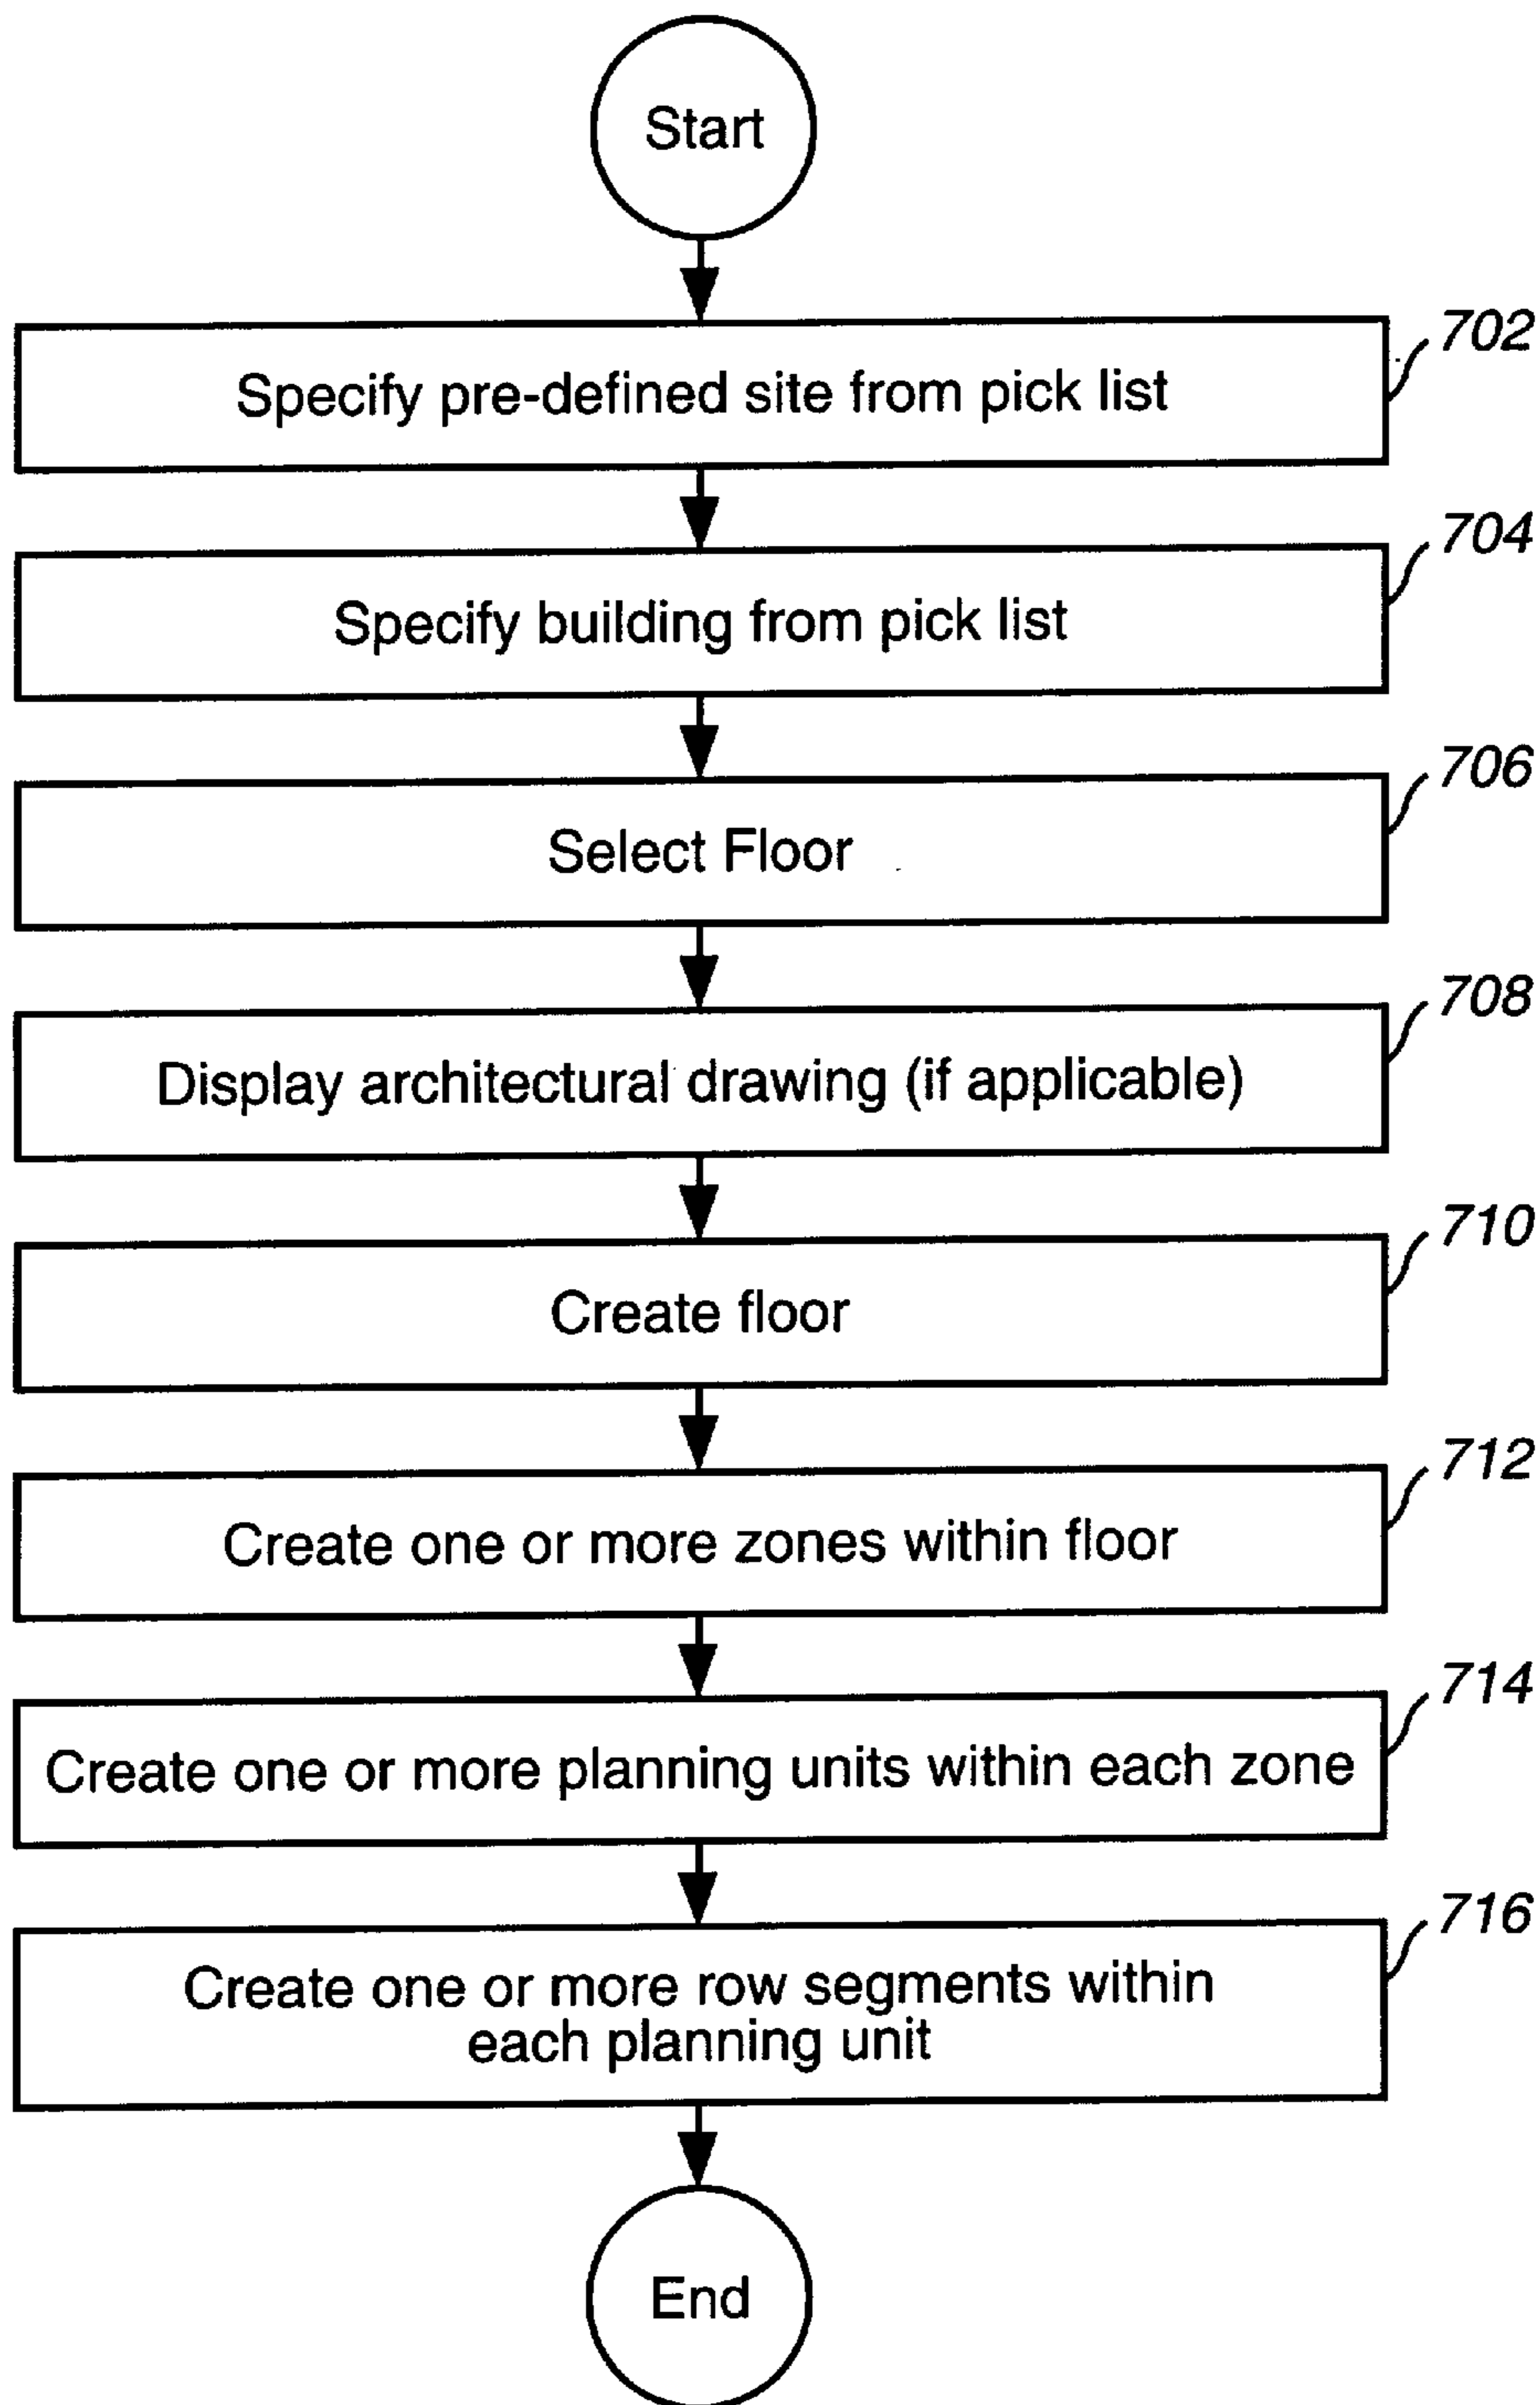 Start
702
Specify pre-defined site from pick list
704
Specify building from pick list
706
Select Floor
708
Display architectural drawing (if applicable)
710
Create floor
712
Create one or more zones within floor
714
Create one or more planning units within each zone
716
Create one or more row segments within
each planning unit
End